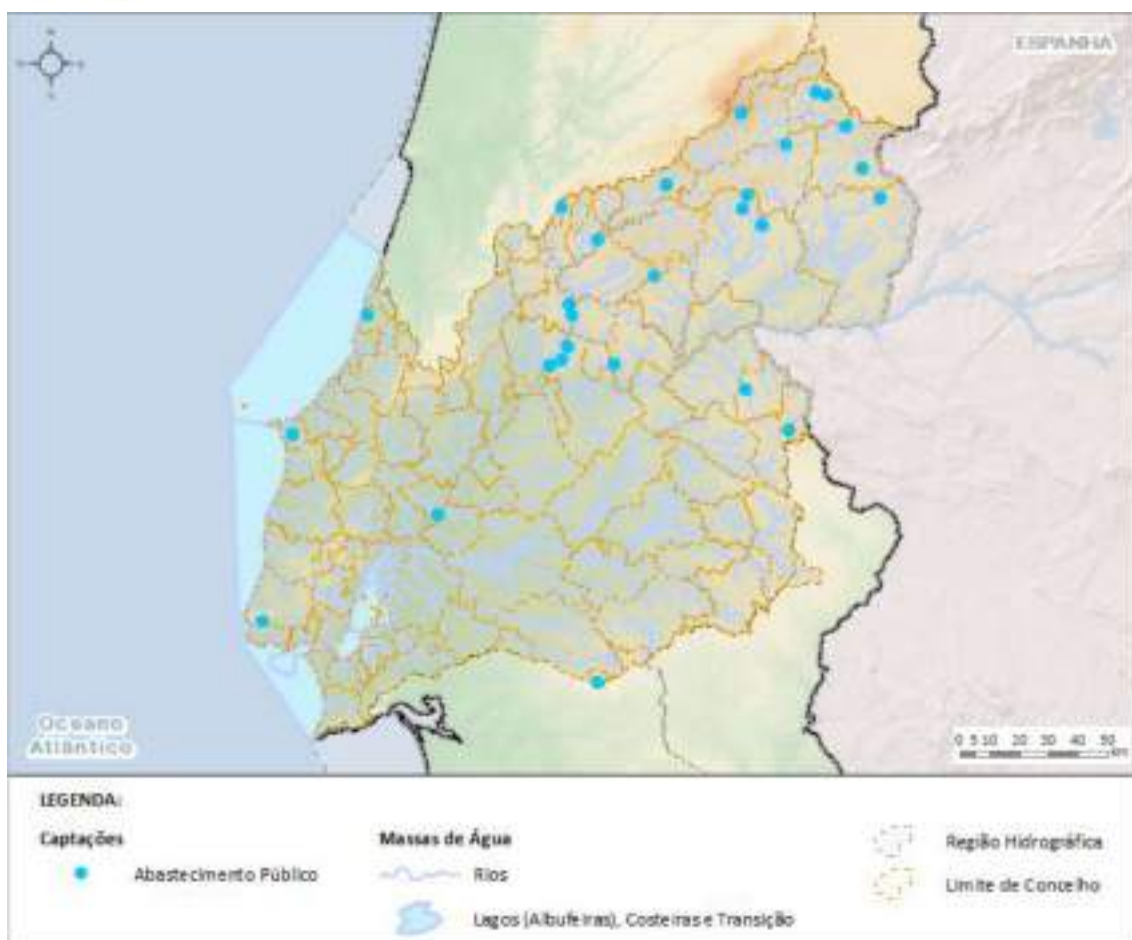 ESPANHA
Oceano
Atlântico
0 5 10 20 30 40 50
km
LEGENDA:
Captações
Abastecimento Público
Massas de Água
Rios
Lagos (Albufeiras), Costeiras e Transição
Região Hidrográfica
Limite de Concelho